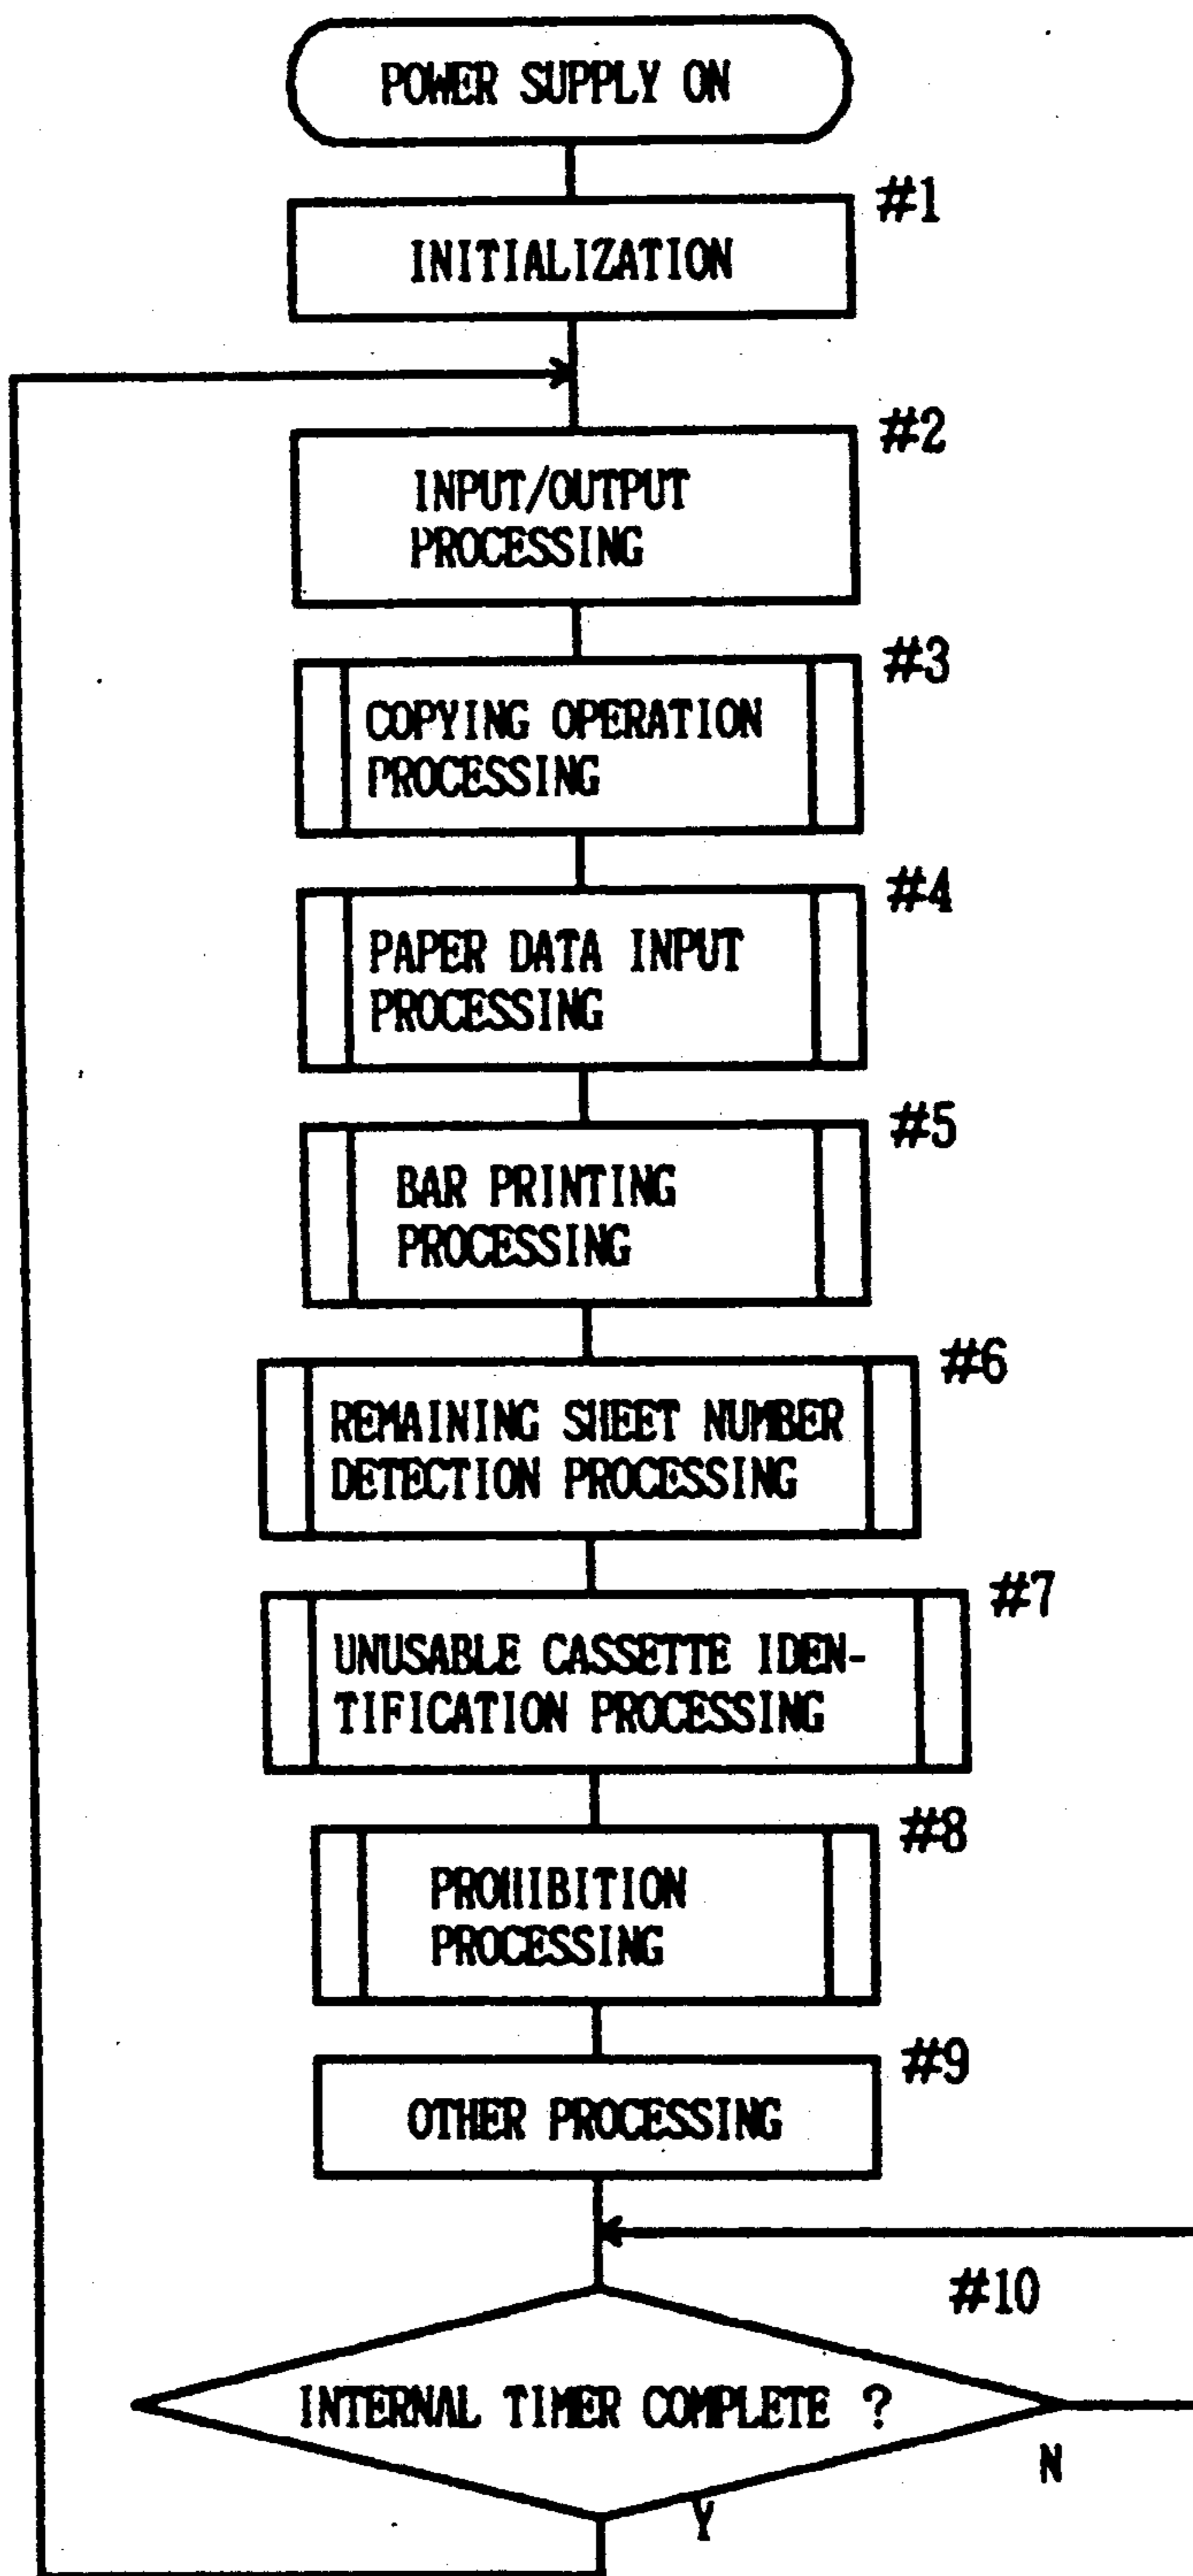 POWER SUPPLY ON
#1
INITIALIZATION
#2
INPUT/OUTPUT
PROCESSING
#3
COPYING OPERATION
PROCESSING
#4
PAPER DATA INPUT
PROCESSING
#5
BAR PRINTING
PROCESSING
#6
REMAINING SHEET NUMBER
DETECTION PROCESSING
#7
UNUSABLE CASSETTE IDEN-
TIFICATION PROCESSING
#8
PROHIBITION
PROCESSING
#9
OTHER PROCESSING
#10
INTERNAL TIMER COMPLETE ?
N
Y